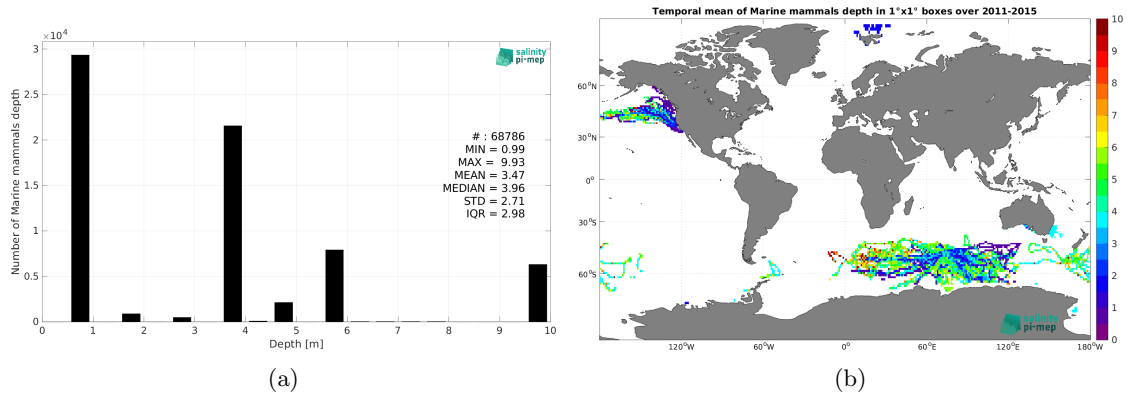 ×10⁴
3
2.5
2
1.5
1
0.5
0
0 1 2 3 4 5 6 7 8 9 10
Number of Marine mammals depth
Depth [m]
salinity
pi-mep
# : 68786
MIN = 0.99
MAX = 9.93
MEAN = 3.47
MEDIAN = 3.96
STD = 2.71
IQR = 2.98
(a)
Temporal mean of Marine mammals depth in 1°x1° boxes over 2011-2015
60°N
30°N
0°
30°S
60°S
120°W 60°W 0° 60°E 120°E 180°W
salinity
pi-mep
10
9
8
7
6
5
4
3
2
1
0
(b)